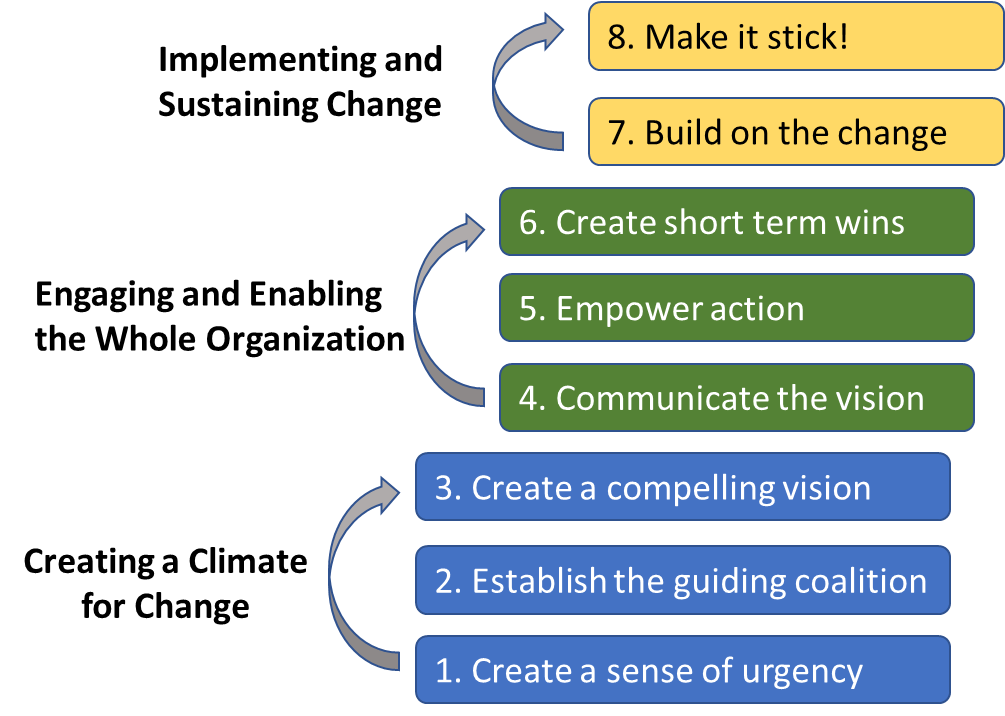 Implementing and
Sustaining Change
8. Make it stick!
7. Build on the change
Engaging and Enabling
the Whole Organization
6. Create short term wins
5. Empower action
4. Communicate the vision
Creating a Climate
for Change
3. Create a compelling vision
2. Establish the guiding coalition
1. Create a sense of urgency